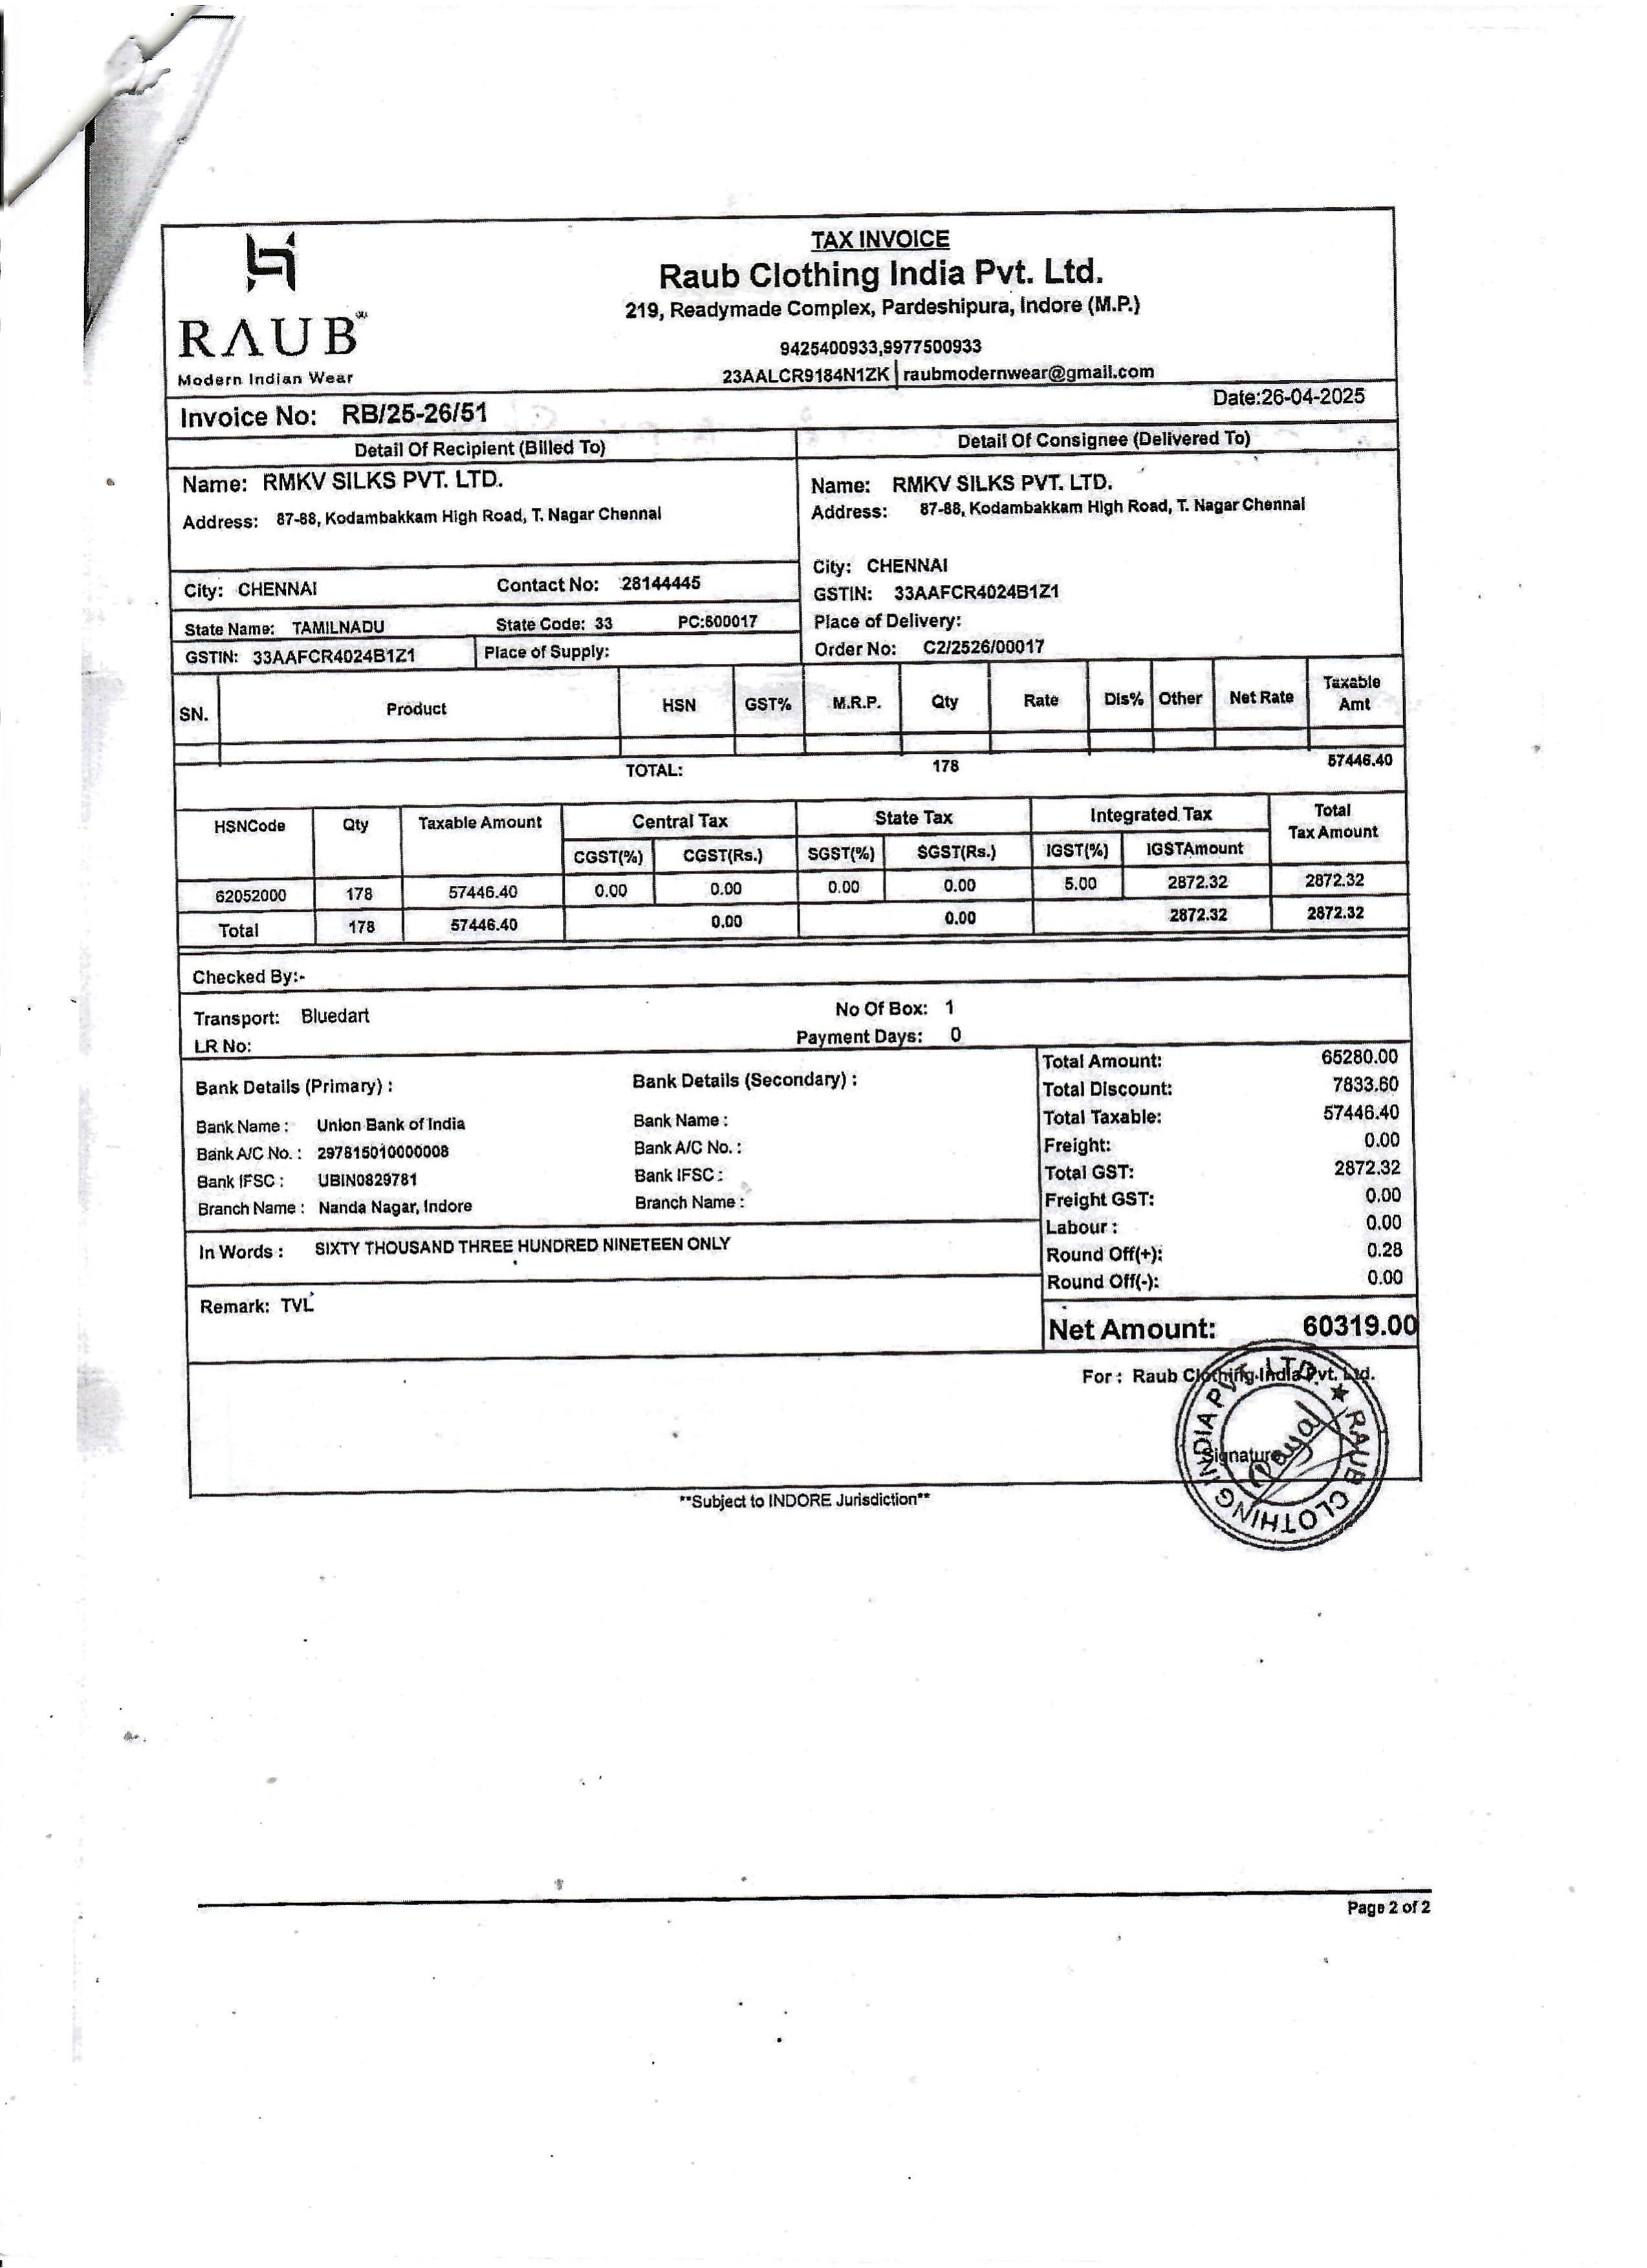 TAX INVOICE
RAUB
Modern Indian Wear
Raub Clothing India Pvt. Ltd.
219, Readymade Complex, Pardeshipura, Indore (M.P.)
9425400933,9977500933
23AALCR9184N1ZK raubmodernwear@gmail.com
Invoice No: RB/25-26/51 Date:26-04-2025
Detail Of Recipient (Billed To)
Name: RMKV SILKS PVT. LTD.
Address: 87-88, Kodambakkam High Road, T. Nagar Chennai
City: CHENNAI Contact No: 28144445
State Name: TAMILNADU State Code: 33 PC:600017
GSTIN: 33AAFCR4024B1Z1 Place of Supply:
Detail Of Consignee (Delivered To)
Name: RMKV SILKS PVT. LTD.
Address: 87-88, Kodambakkam High Road, T. Nagar Chennai
City: CHENNAI
GSTIN: 33AAFCR4024B1Z1
Place of Delivery:
Order No: C2/2526/00017
SN. Product HSN GST% M.R.P. Qty Rate Dis% Other Net Rate Taxable Amt
TOTAL: 178 57446.40
HSNCode Qty Taxable Amount Central Tax State Tax Integrated Tax Total Tax Amount
CGST(%) CGST(Rs.) SGST(%) SGST(Rs.) IGST(%) IGSTAmount
62052000 178 57446.40 0.00 0.00 0.00 0.00 5.00 2872.32 2872.32
Total 178 57446.40 0.00 0.00 2872.32 2872.32
Checked By:-
Transport: Bluedart No Of Box: 1
LR No: Payment Days: 0
Bank Details (Primary) :
Bank Name : Union Bank of India
Bank A/C No. : 297815010000008
Bank IFSC : UBIN0829781
Branch Name : Nanda Nagar, Indore
Bank Details (Secondary) :
Bank Name :
Bank A/C No. :
Bank IFSC :
Branch Name :
In Words : SIXTY THOUSAND THREE HUNDRED NINETEEN ONLY
Remark: TVL
Total Amount: 65280.00
Total Discount: 7833.60
Total Taxable: 57446.40
Freight: 0.00
Total GST: 2872.32
Freight GST: 0.00
Labour : 0.00
Round Off(+): 0.28
Round Off(-): 0.00
Net Amount: 60319.00
For : Raub Clothing India Pvt. Ltd.
RAUB CLOTHING INDIA PVT. LTD. ★
Signature
**Subject to INDORE Jurisdiction**
Page 2 of 2